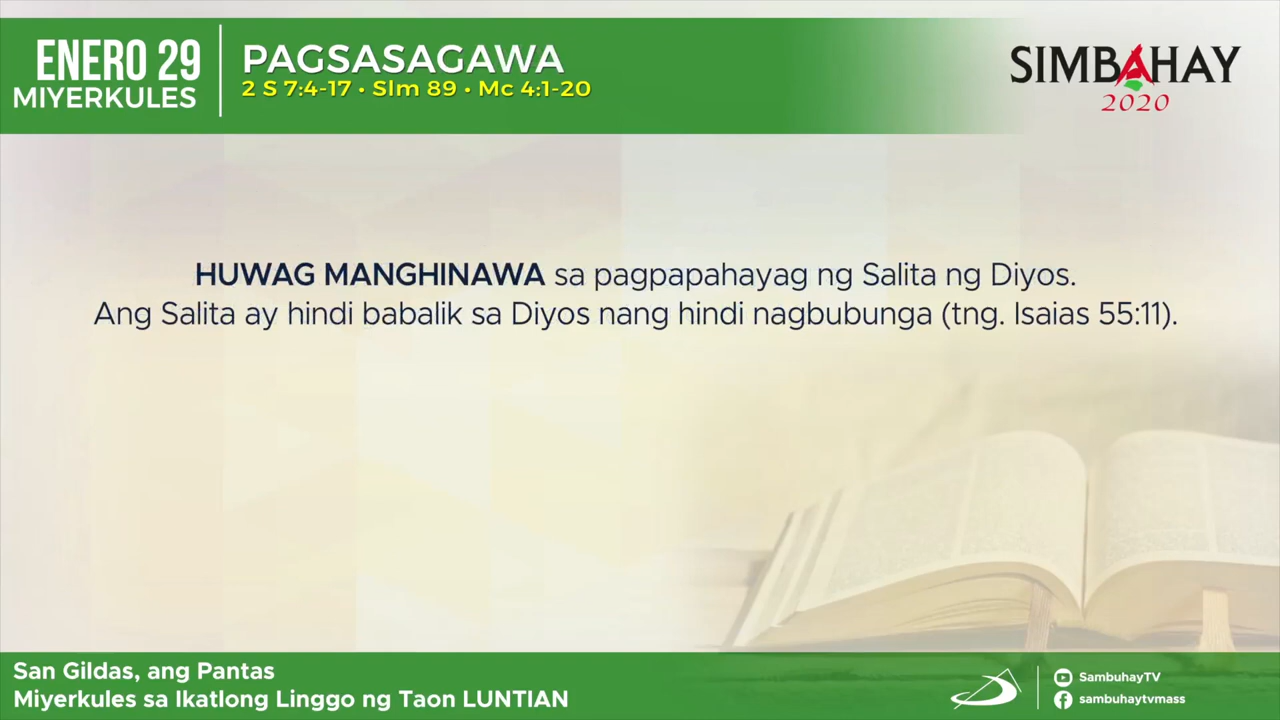 ENERO 29
MIYERKULES
PAGSASAGAWA
2 S 7:4-17 • Slm 89 • Mc 4:1-20
SIMBAHAY
2020
HUWAG MANGHINAWA sa pagpapahayag ng Salita ng Diyos.
Ang Salita ay hindi babalik sa Diyos nang hindi nagbubunga (tng. Isaias 55:11).
San Gildas, ang Pantas
Miyerkules sa Ikatlong Linggo ng Taon LUNTIAN
SambuhayTV
sambuhaytvmass